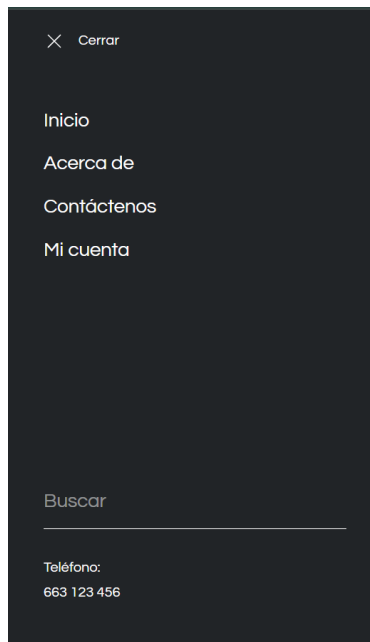 Cerrar
Inicio
Acerca de
Contáctenos
Mi cuenta
Buscar
Teléfono:
663 123 456